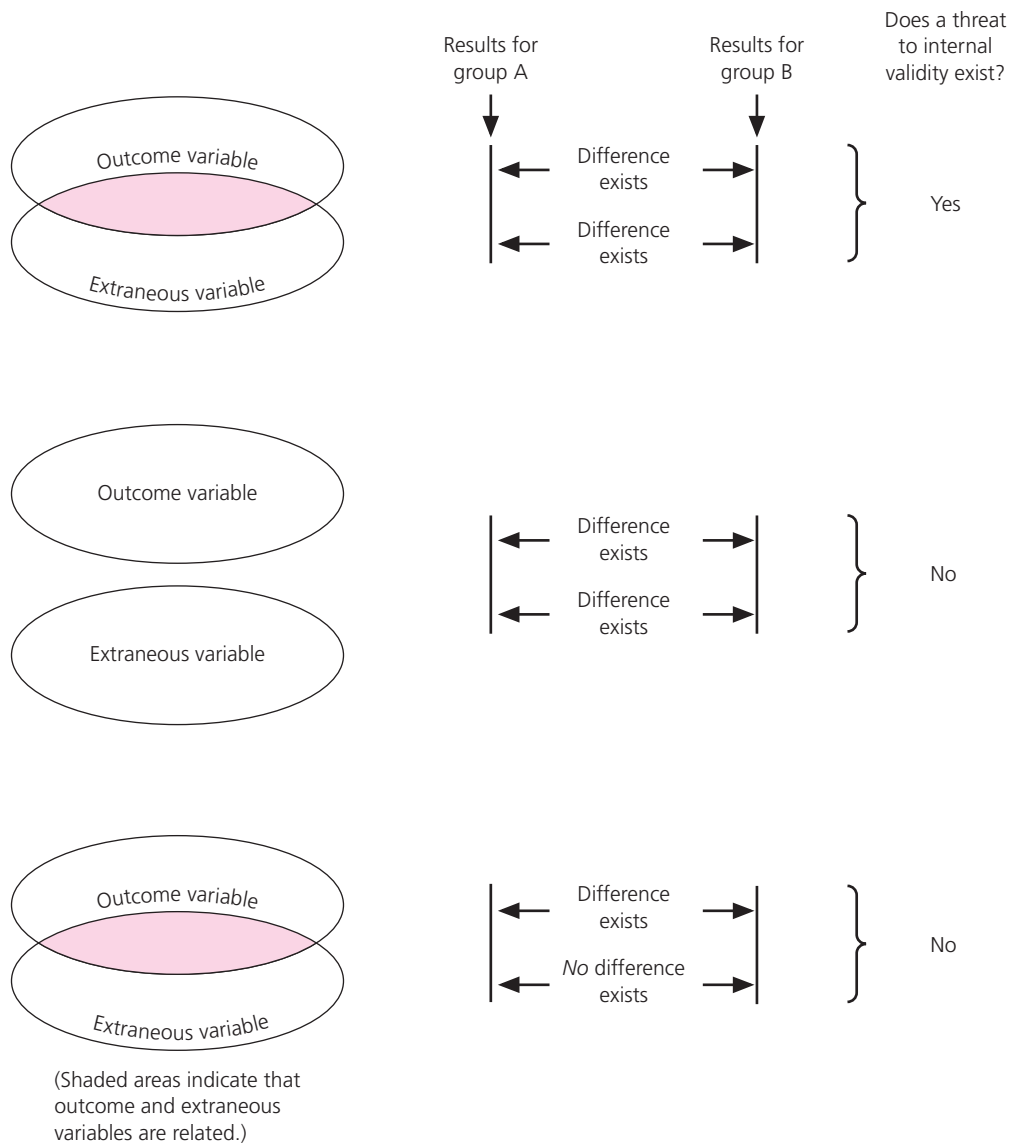 Results for
group A
Results for
group B
Does a threat
to internal
validity exist?
Outcome variable
Extraneous variable
Difference
exists
Difference
exists
Yes
Outcome variable
Extraneous variable
Difference
exists
Difference
exists
No
Outcome variable
Extraneous variable
Difference
exists
No difference
exists
No
(Shaded areas indicate that
outcome and extraneous
variables are related.)